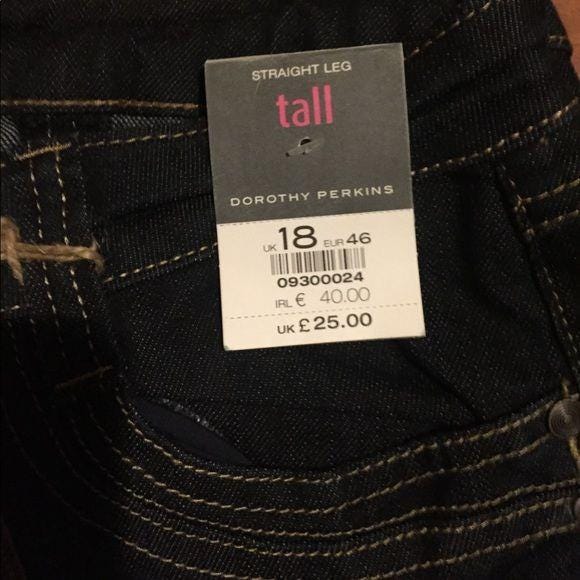 STRAIGHT LEG
tall
DOROTHY PERKINS
UK 18 EUR 46
09300024
IRL € 40.00
UK £ 25.00